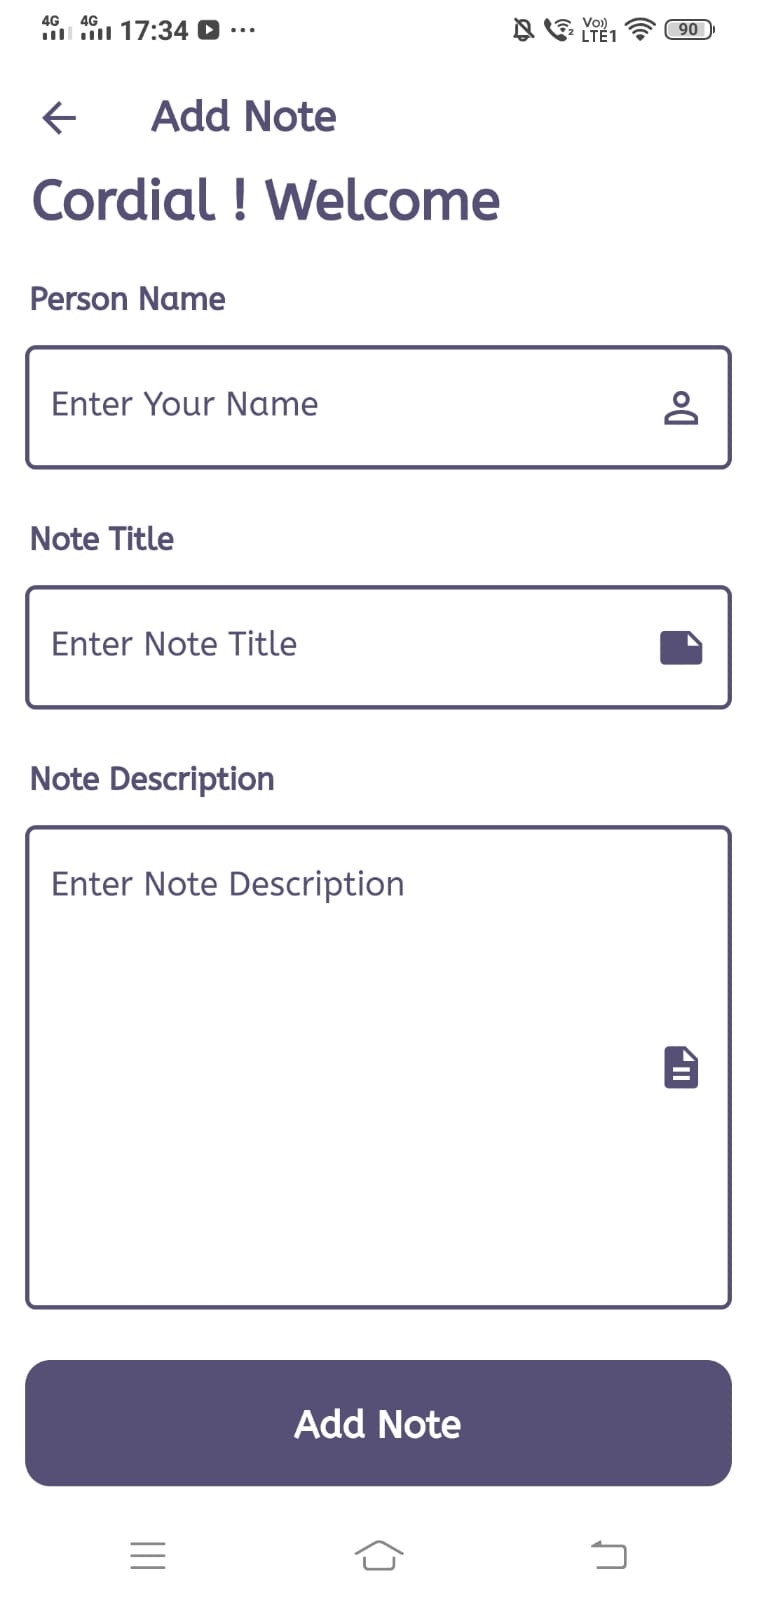 4G 4G 17:34 Vo)) LTE1 2 90
Add Note
Cordial ! Welcome
Person Name
Enter Your Name
Note Title
Enter Note Title
Note Description
Enter Note Description
Add Note